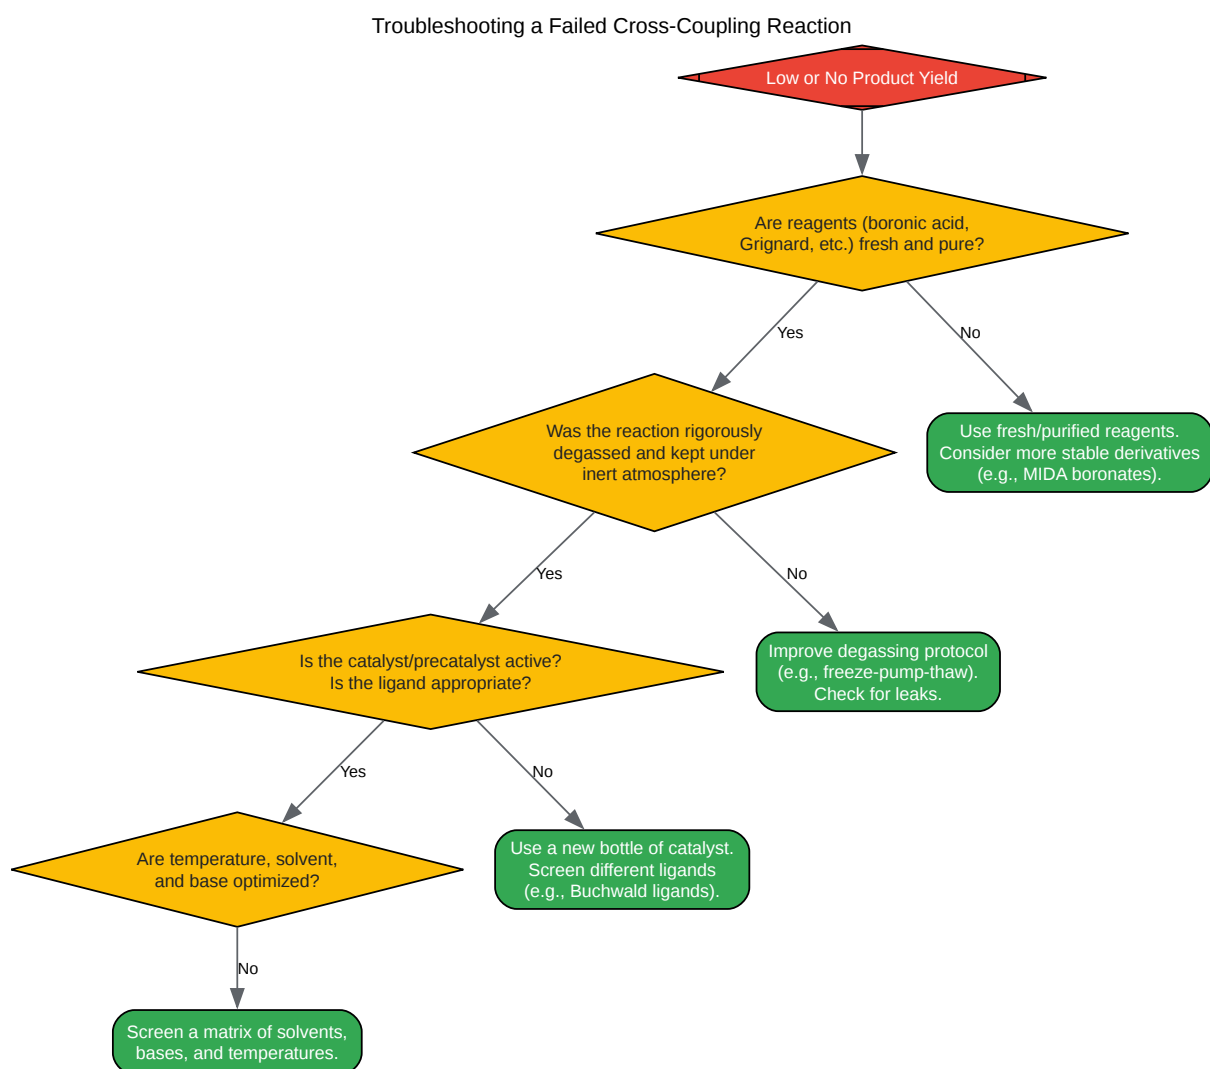 Troubleshooting a Failed Cross-Coupling Reaction
Low or No Product Yield
Are reagents (boronic acid,
Grignard, etc.) fresh and pure?
Yes
No
Was the reaction rigorously
degassed and kept under
inert atmosphere?
Use fresh/purified reagents.
Consider more stable derivatives
(e.g., MIDA boronates).
Yes
No
Is the catalyst/precatalyst active?
Is the ligand appropriate?
Improve degassing protocol
(e.g., freeze-pump-thaw).
Check for leaks.
Yes
No
Are temperature, solvent,
and base optimized?
Use a new bottle of catalyst.
Screen different ligands
(e.g., Buchwald ligands).
No
Screen a matrix of solvents,
bases, and temperatures.